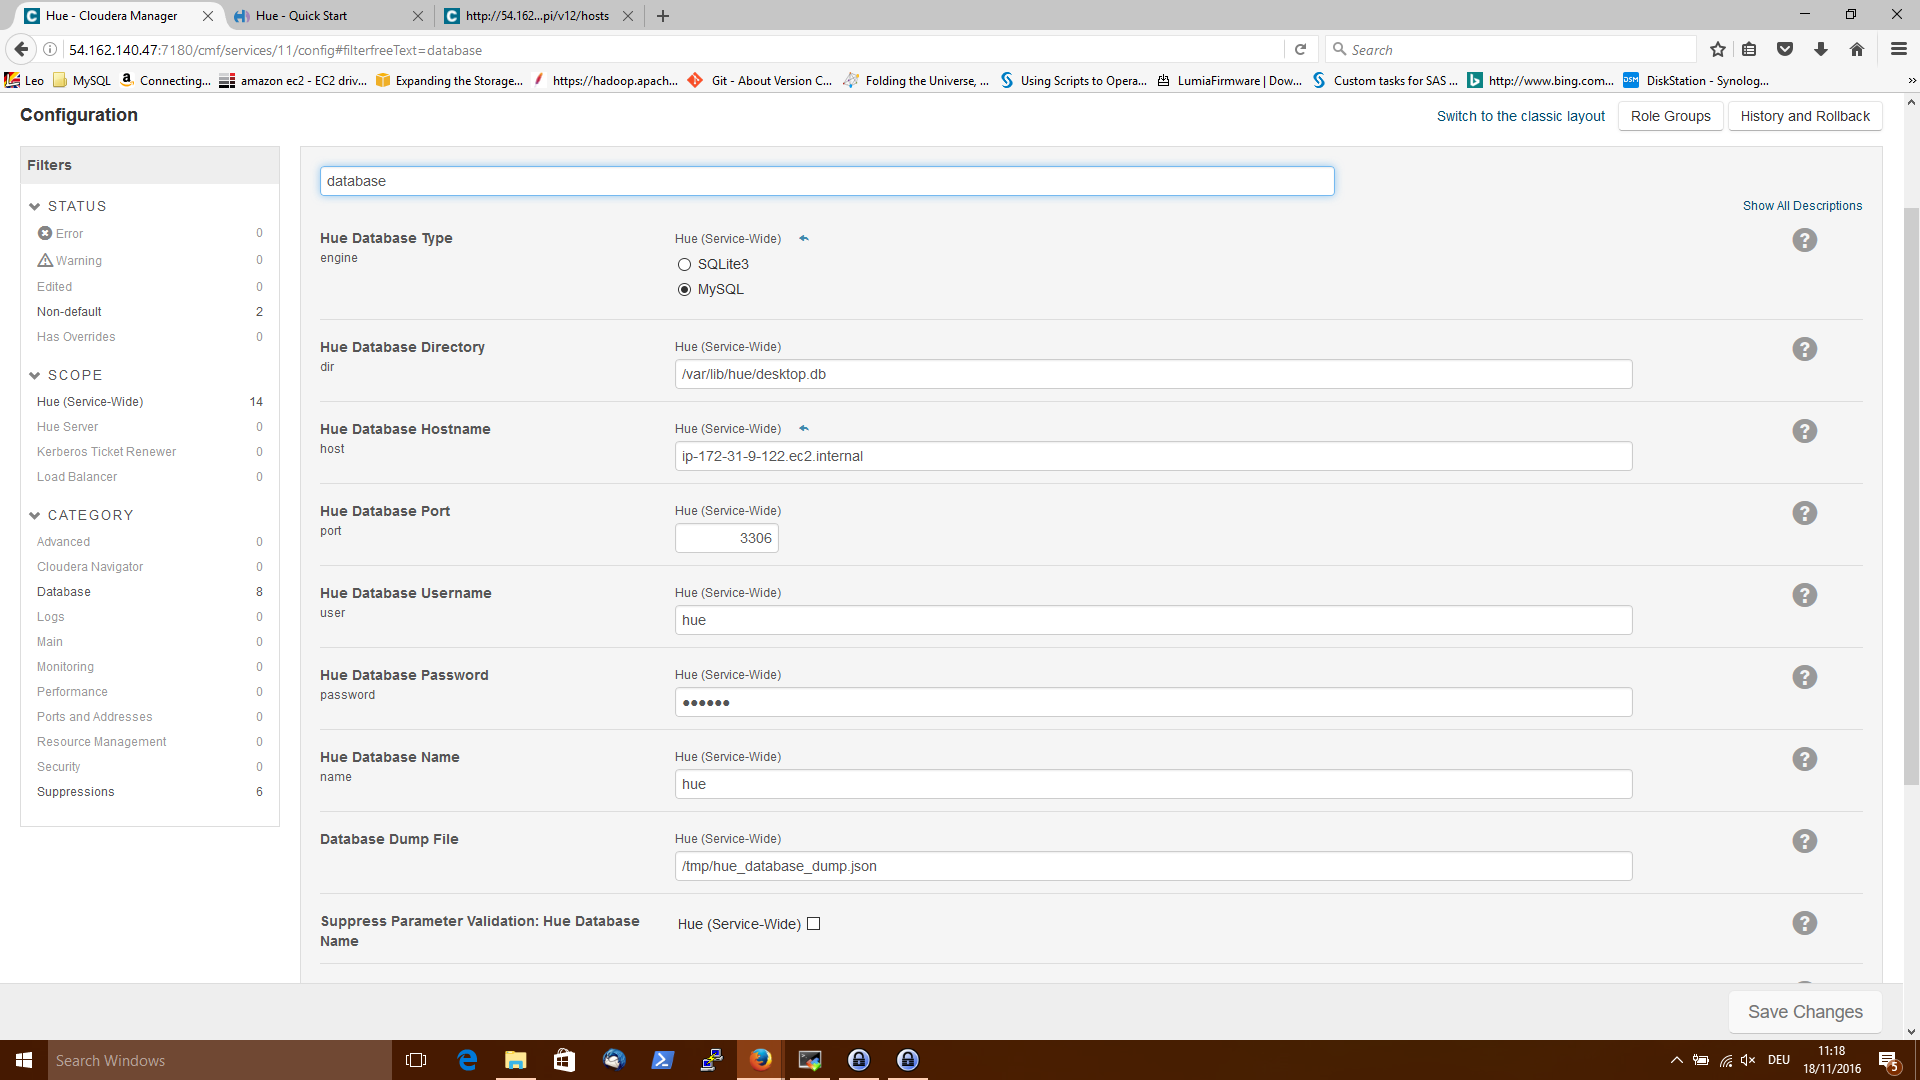 Hue - Cloudera Manager
Hue - Quick Start
http://54.162...pi/v12/hosts
54.162.140.47:7180/cmf/services/11/config#filterfreeText=database
Search
Leo
MySQL
Connecting...
amazon ec2 - EC2 driv...
Expanding the Storage...
https://hadoop.apach...
Git - About Version C...
Folding the Universe, ...
Using Scripts to Opera...
LumiaFirmware | Dow...
Custom tasks for SAS ...
http://www.bing.com...
DiskStation - Synolog...
Configuration
Switch to the classic layout
Role Groups
History and Rollback
Filters
STATUS
Error 0
Warning 0
Edited 0
Non-default 2
Has Overrides 0
SCOPE
Hue (Service-Wide) 14
Hue Server 0
Kerberos Ticket Renewer 0
Load Balancer 0
CATEGORY
Advanced 0
Cloudera Navigator 0
Database 8
Logs 0
Main 0
Monitoring 0
Performance 0
Ports and Addresses 0
Resource Management 0
Security 0
Suppressions 6
database
Show All Descriptions
Hue Database Type
engine
Hue (Service-Wide)
SQLite3
MySQL
Hue Database Directory
dir
Hue (Service-Wide)
/var/lib/hue/desktop.db
Hue Database Hostname
host
Hue (Service-Wide)
ip-172-31-9-122.ec2.internal
Hue Database Port
port
Hue (Service-Wide)
3306
Hue Database Username
user
Hue (Service-Wide)
hue
Hue Database Password
password
Hue (Service-Wide)
••••••
Hue Database Name
name
Hue (Service-Wide)
hue
Database Dump File
Hue (Service-Wide)
/tmp/hue_database_dump.json
Suppress Parameter Validation: Hue Database
Name
Hue (Service-Wide)
Save Changes
Search Windows
DEU
11:18
18/11/2016
5